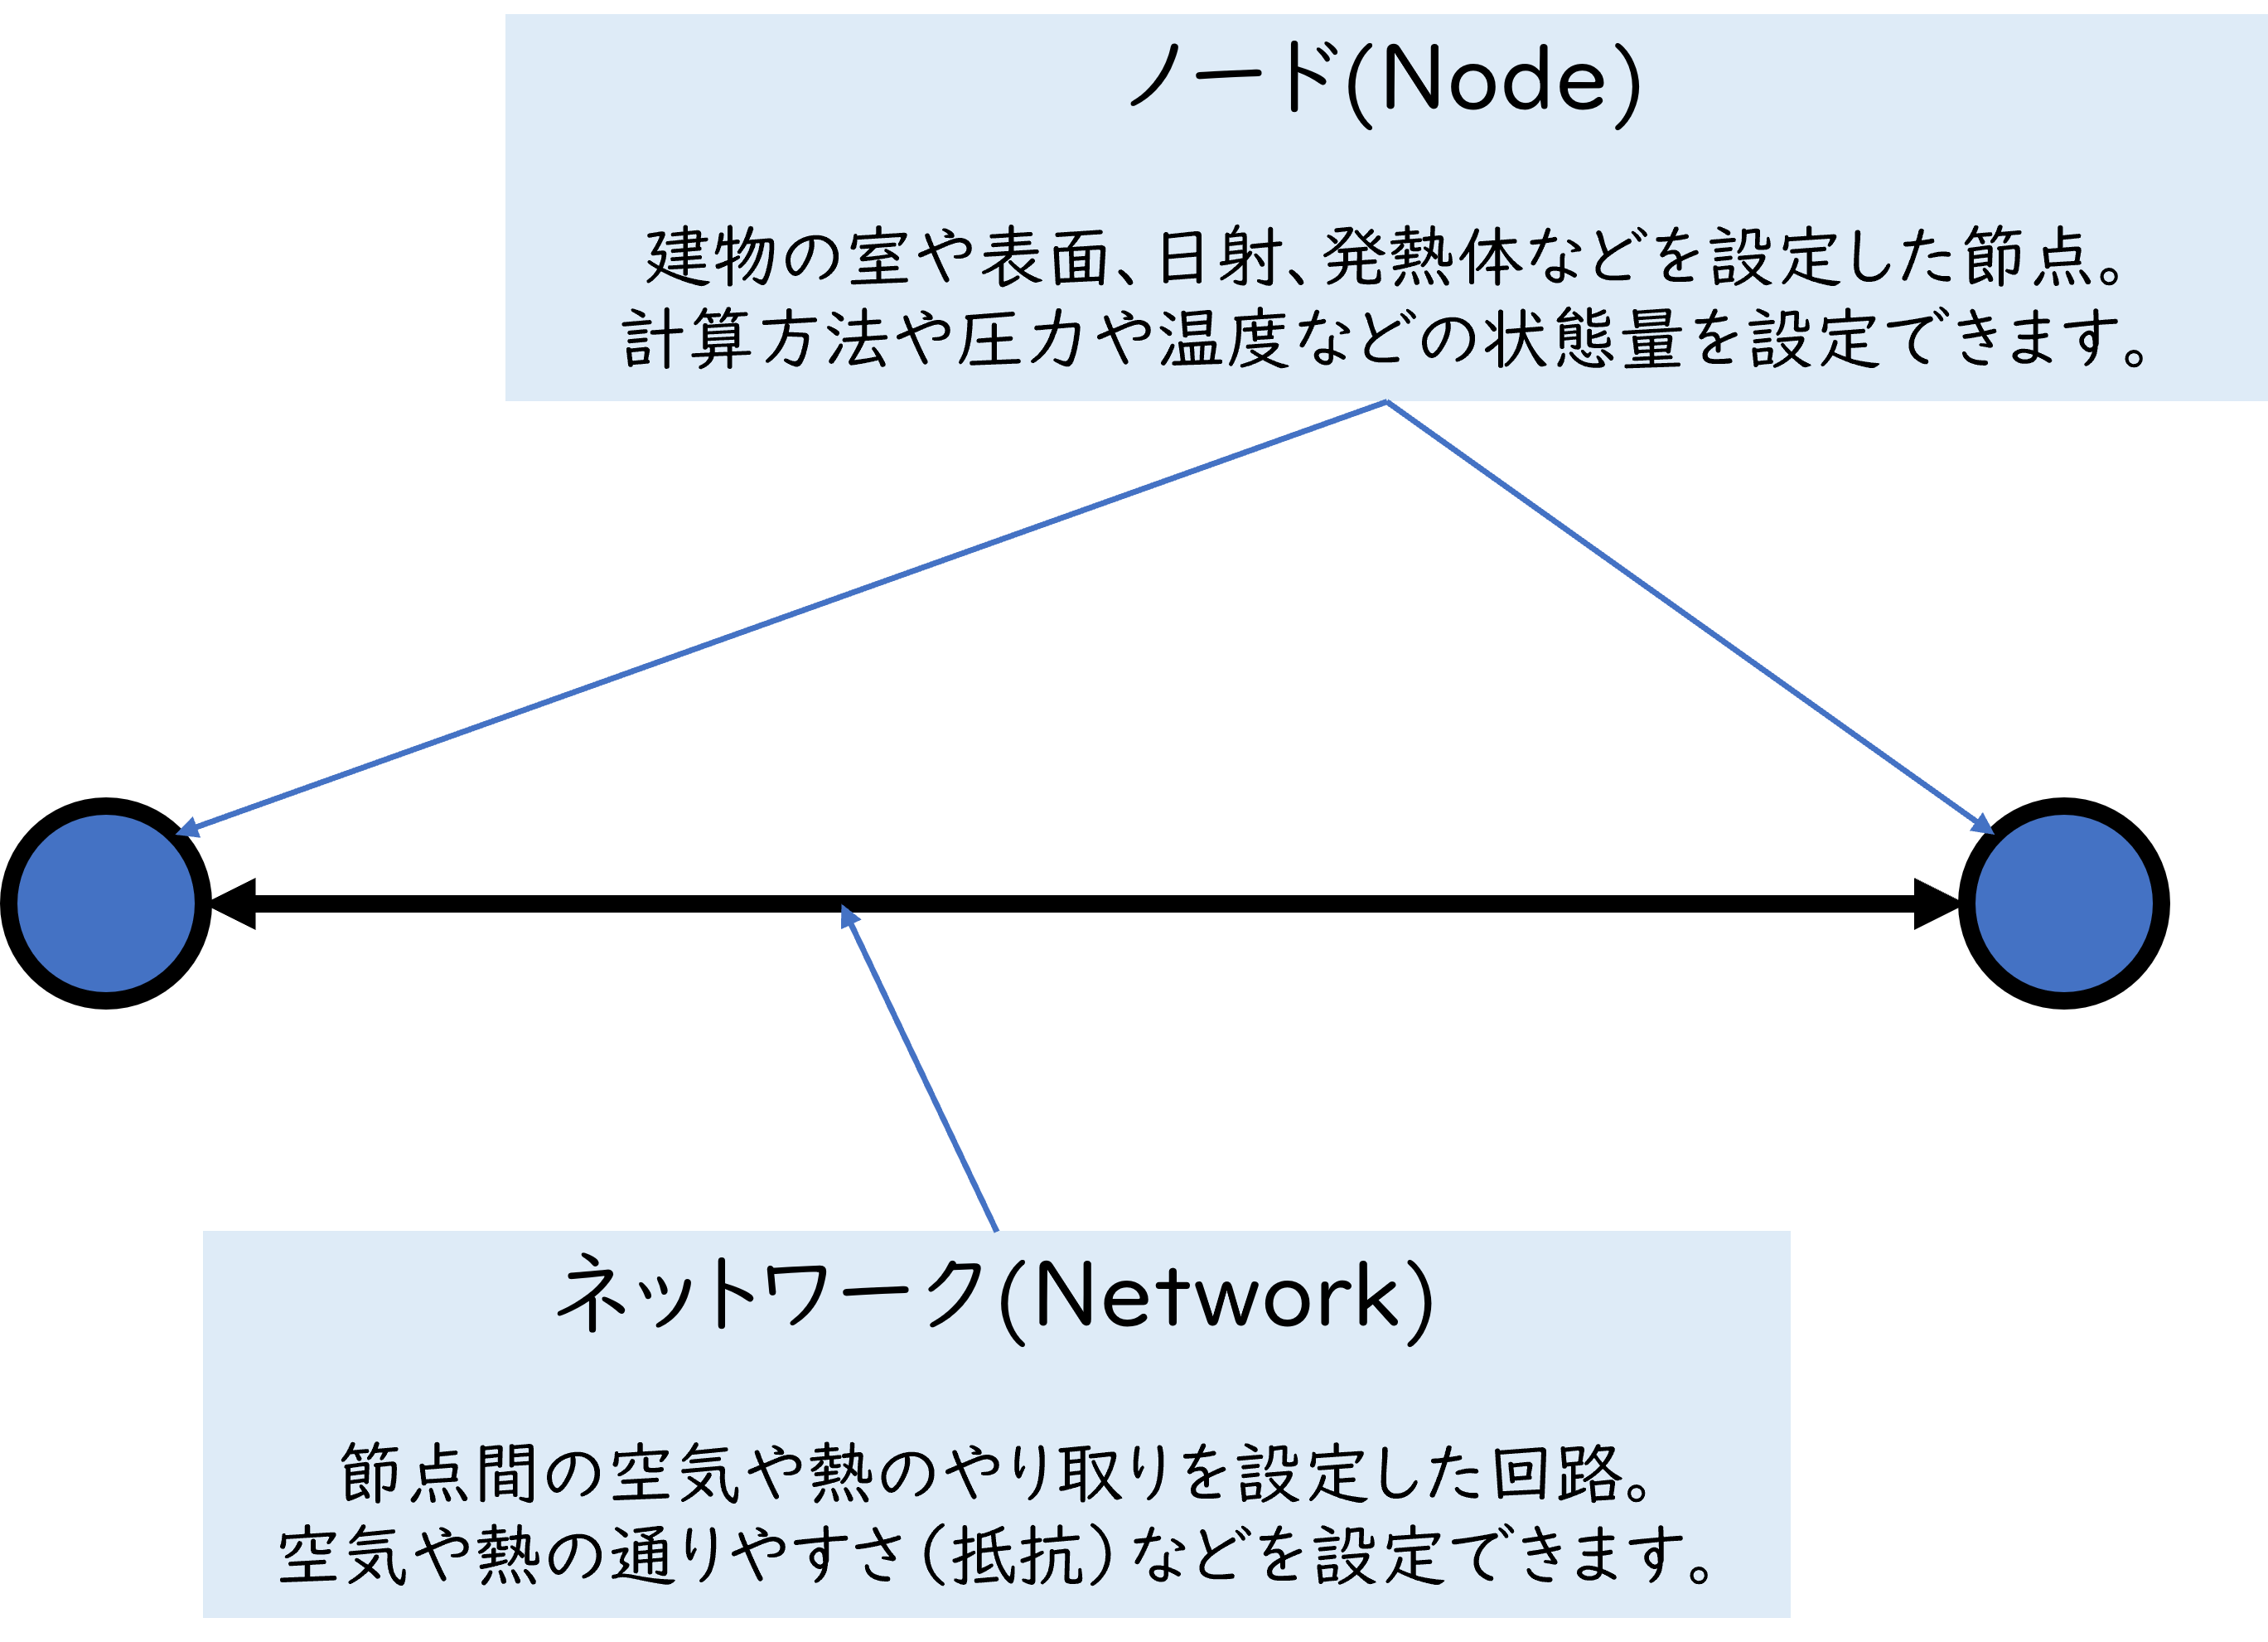 ノード(Node)
建物の室や表面、日射、発熱体などを設定した節点。
計算方法や圧力や温度などの状態量を設定できます。
ネットワーク(Network)
節点間の空気や熱のやり取りを設定した回路。
空気や熱の通りやすさ(抵抗)などを設定できます。